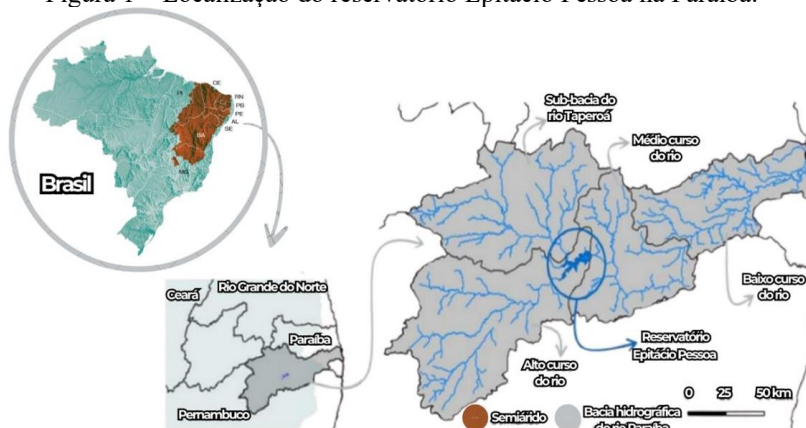 Figura 1 – Localização do reservatório Epitácio Pessoa na Paraíba.
CE
PI
RN
PB
PE
AL
SE
BA
MG
Brasil
Sub-bacia do
rio Taperoá
Médio curso
do rio
Baixo curso
do rio
Reservatório
Epitácio Pessoa
Alto curso
do rio
Ceará
Rio Grande do Norte
Paraíba
Pernambuco
0 25 50 km
Semiárido
Bacia hidrográfica
do rio Paraíba